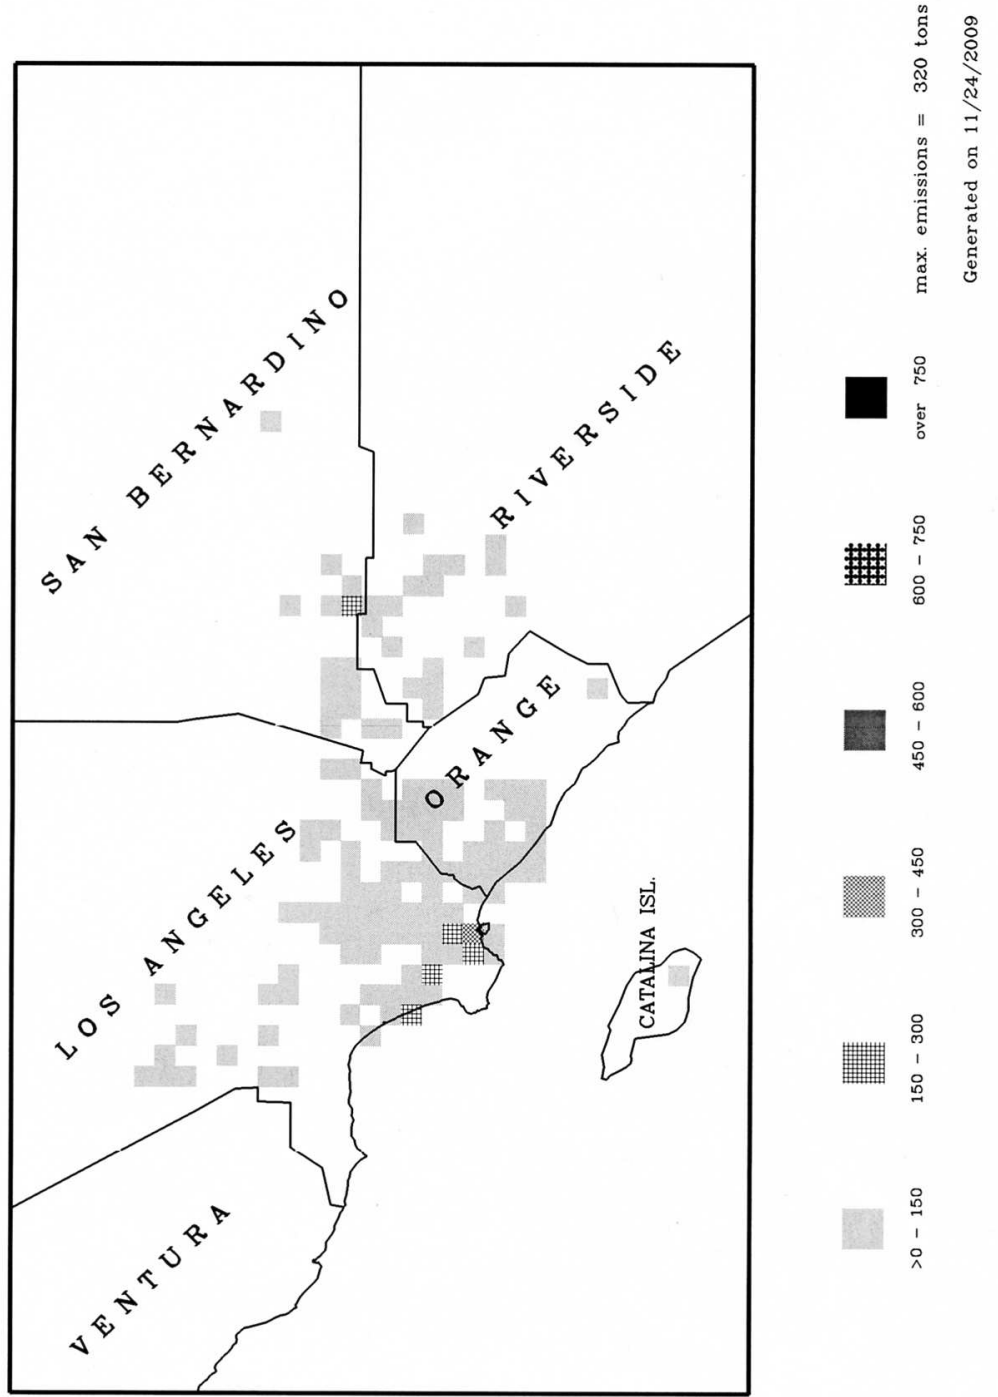 VENTURA
LOS ANGELES
SAN BERNARDINO
ORANGE
RIVERSIDE
CATALINA ISL.
>0 - 150
150 - 300
300 - 450
450 - 600
600 - 750
over 750
max. emissions = 320 tons
Generated on 11/24/2009